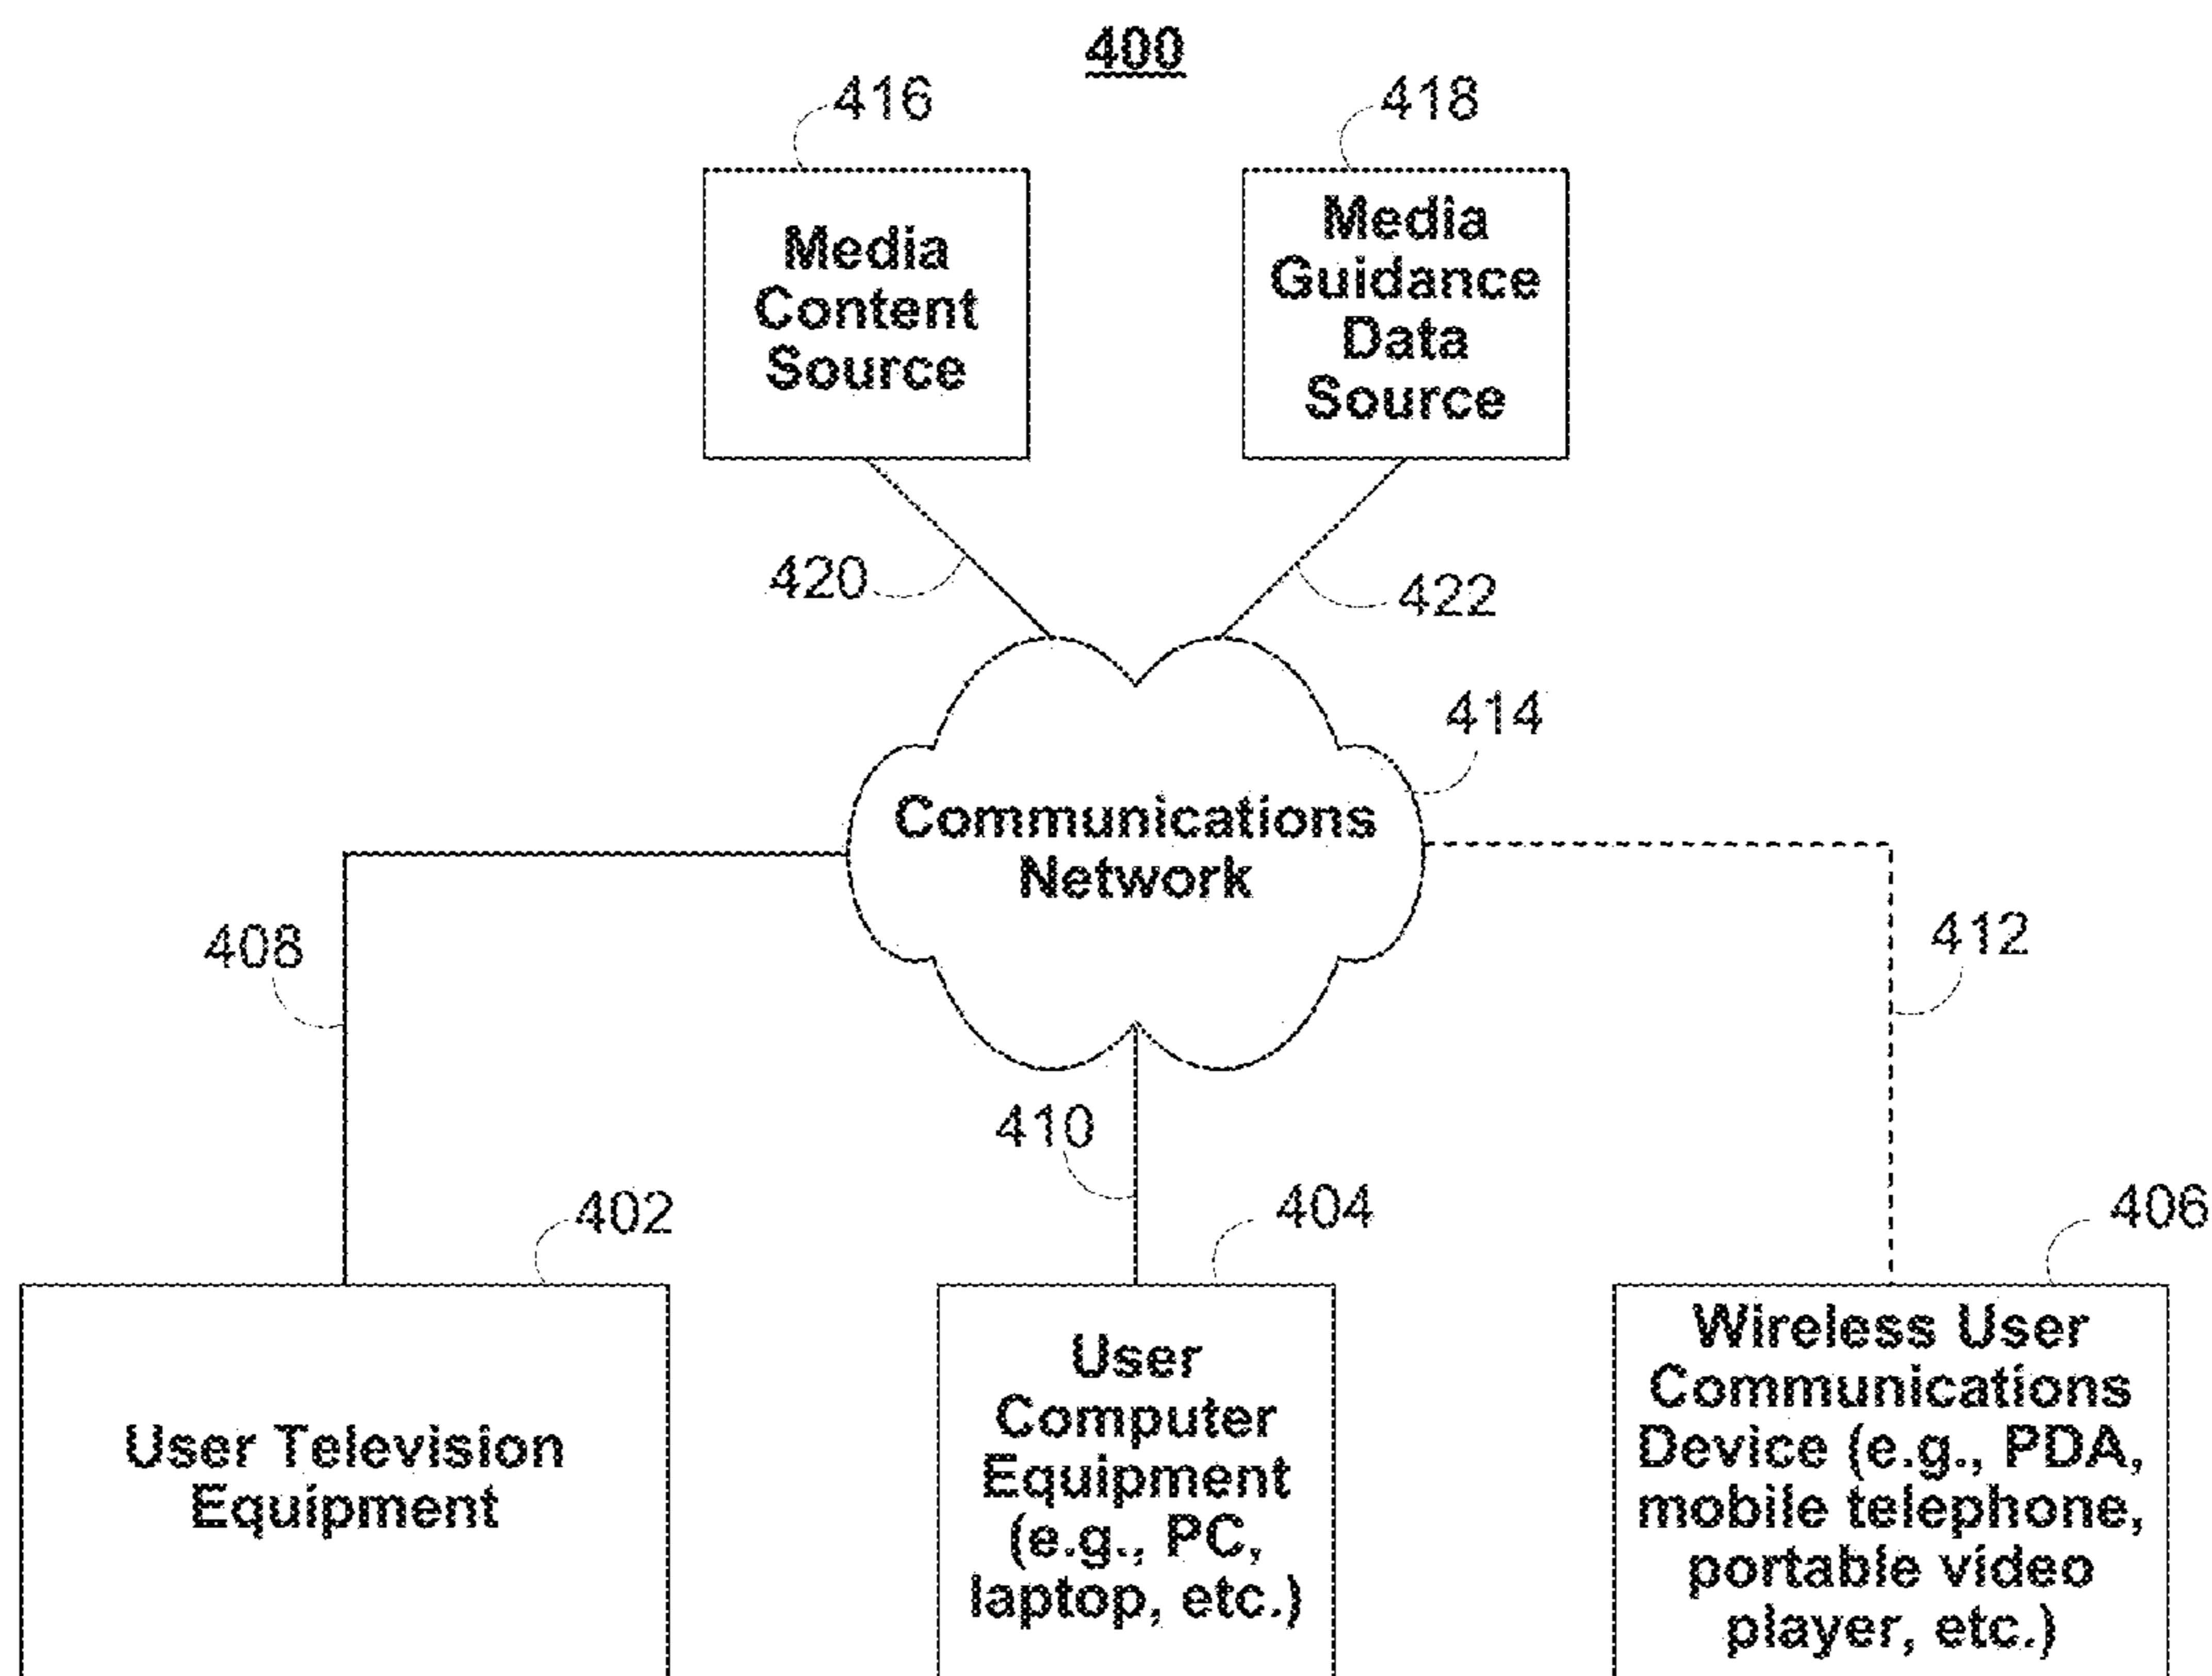 400
416
418
Media
Content
Source
Media
Guidance
Data
Source
420
422
414
Communications
Network
408
412
410
402
404
406
User Television
Equipment
User
Computer
Equipment
(e.g., PC,
laptop, etc.)
Wireless User
Communications
Device (e.g., PDA,
mobile telephone,
portable video
player, etc.)